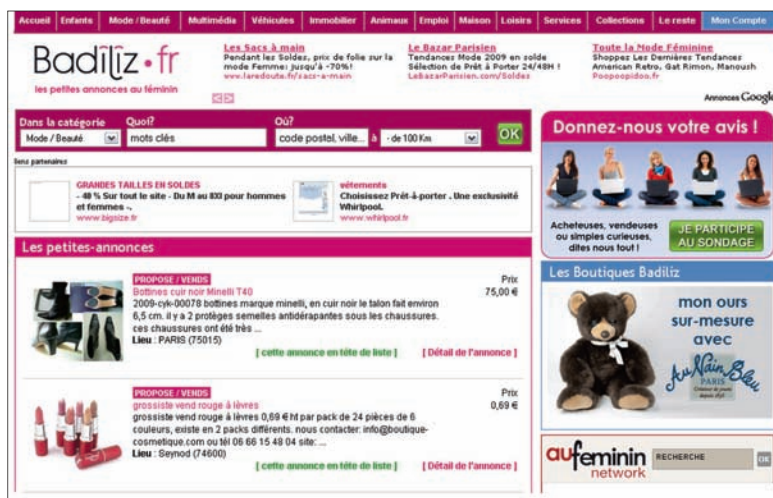 Accueil Enfants Mode / Beauté Multimédia Véhicules Immobilier Animaux Emploi Maison Loisirs Services Collections Le reste Mon Compte
Badiliz•fr
les petites annonces au féminin
Les Sacs à main
Pendant les Soldes, prix de folie sur la
mode Femme: jusqu'à -70%!
www.laredoute.fr/sacs-a-main
Le Bazar Parisien
Tendances Mode 2009 en solde
Sélection de Prêt à Porter 24/48H !
LeBazarParisien.com/Soldes
Toute la Mode Féminine
Shoppez Les Dernières Tendances
American Retro, Gat Rimon, Manoush
Poopoopidoo.fr
Annonces Google
Dans la catégorie Quoi? Où?
Mode / Beauté mots clés code postal, ville... à - de 100 Km OK
liens partenaires
GRANDES TAILLES EN SOLDES
- 40 % Sur tout le site - Du M au 8Xl pour hommes
et femmes -.
www.bigsize.fr
vêtements
Choisissez Prêt-à-porter . Une exclusivité
Whirlpool.
www.whirlpool.fr
Donnez-nous votre avis !
Acheteuses, vendeuses
ou simples curieuses,
dites nous tout !
JE PARTICIPE
AU SONDAGE
Les petites-annonces
PROPOSE / VENDS Prix
Bottines cuir noir Minelli T40 75,00 €
2009-cyk-00078 bottines marque minelli, en cuir noir le talon fait environ
6,5 cm. il y a 2 protèges semelles antidérapantes sous les chaussures.
ces chaussures ont été très ...
Lieu : PARIS (75015)
[ cette annonce en tête de liste ] [ Détail de l'annonce ]
PROPOSE / VENDS Prix
grossiste vend rouge à lèvres 0,69 €
grossiste vend rouge à lèvres 0,69 € ht par pack de 24 pièces de 6
couleurs, existe en 2 packs différents. nous contacter: info@boutique-
cosmetique.com ou tél 06 66 15 48 04 site: ...
Lieu : Seynod (74600)
[ cette annonce en tête de liste ] [ Détail de l'annonce ]
Les Boutiques Badiliz
mon ours
sur-mesure
avec
Au Nain Bleu
PARIS
aufeminin
network
RECHERCHE OK